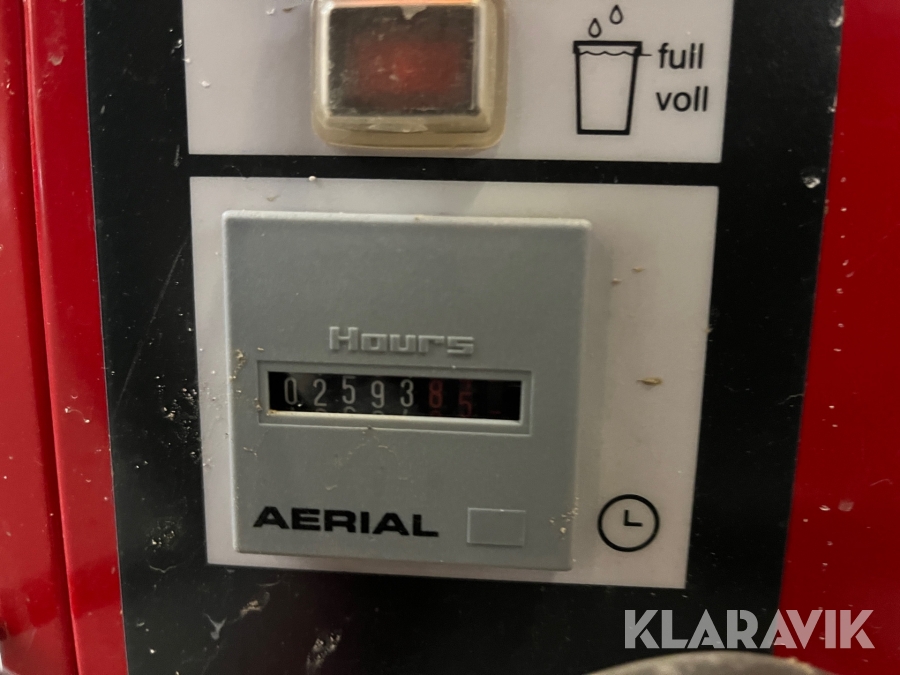 full
voll
Hours
0259385
AERIAL
KLARAVIK